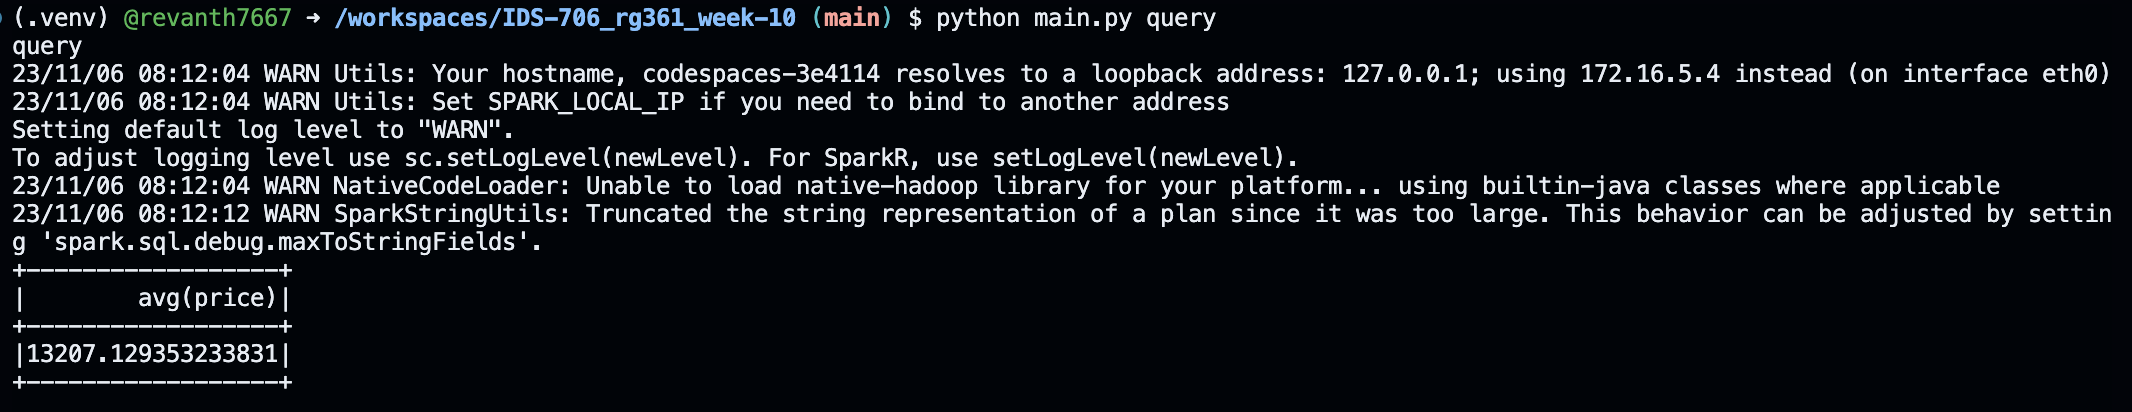 (.venv) @revanth7667 → /workspaces/IDS-706_rg361_week-10 (main) $ python main.py query
query
23/11/06 08:12:04 WARN Utils: Your hostname, codespaces-3e4114 resolves to a loopback address: 127.0.0.1; using 172.16.5.4 instead (on interface eth0)
23/11/06 08:12:04 WARN Utils: Set SPARK_LOCAL_IP if you need to bind to another address
Setting default log level to "WARN".
To adjust logging level use sc.setLogLevel(newLevel). For SparkR, use setLogLevel(newLevel).
23/11/06 08:12:04 WARN NativeCodeLoader: Unable to load native-hadoop library for your platform... using builtin-java classes where applicable
23/11/06 08:12:12 WARN SparkStringUtils: Truncated the string representation of a plan since it was too large. This behavior can be adjusted by settin
g 'spark.sql.debug.maxToStringFields'.
+------------------+
|        avg(price)|
+------------------+
|13207.129353233831|
+------------------+